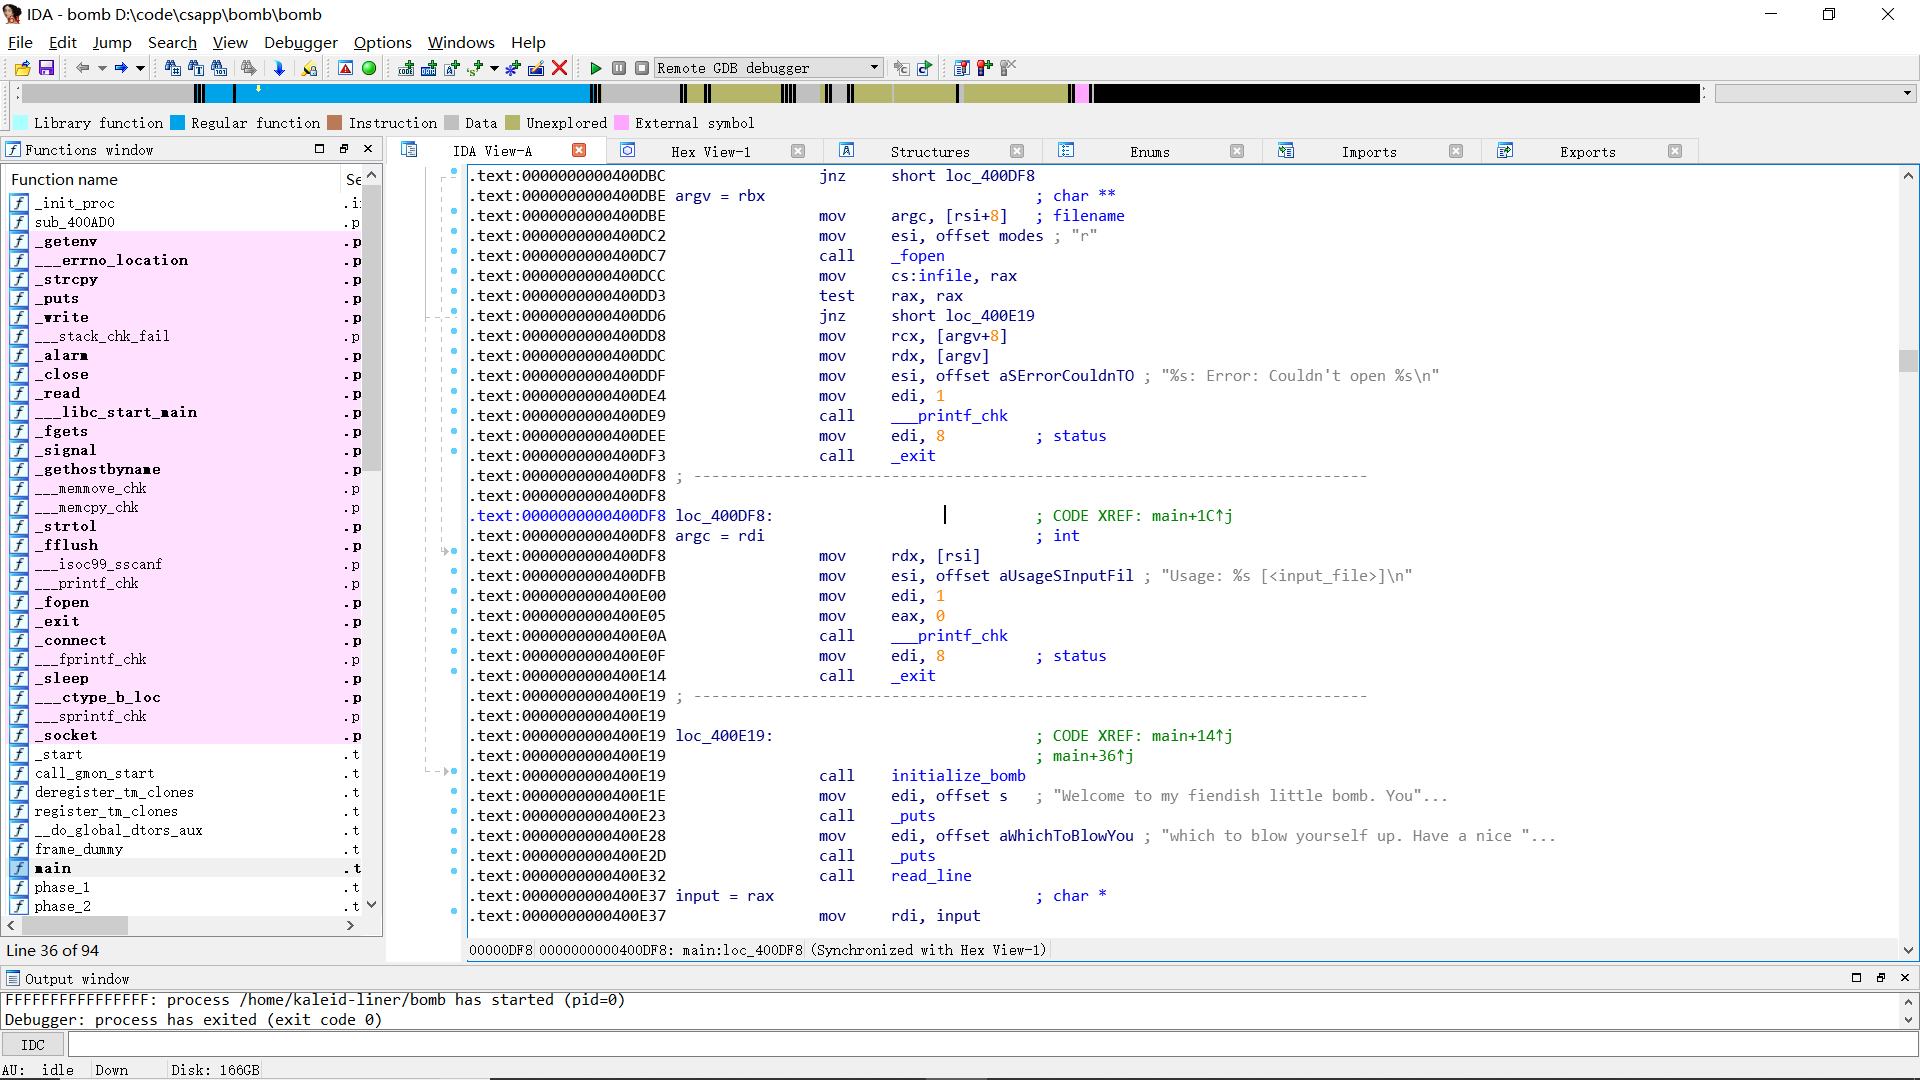 IDA - bomb D:\code\csapp\bomb\bomb
File Edit Jump Search View Debugger Options Windows Help
Remote GDB debugger
Library function Regular function Instruction Data Unexplored External symbol
Functions window
IDA View-A Hex View-1 Structures Enums Imports Exports
Function name Se
_init_proc .i
sub_400AD0 .p
_getenv .p
___errno_location .p
_strcpy .p
_puts .p
_write .p
___stack_chk_fail .p
_alarm .p
_close .p
_read .p
___libc_start_main .p
_fgets .p
_signal .p
_gethostbyname .p
___memmove_chk .p
___memcpy_chk .p
_strtol .p
_fflush .p
___isoc99_sscanf .p
___printf_chk .p
_fopen .p
_exit .p
_connect .p
___fprintf_chk .p
_sleep .p
___ctype_b_loc .p
___sprintf_chk .p
_socket .p
_start .t
call_gmon_start .t
deregister_tm_clones .t
register_tm_clones .t
__do_global_dtors_aux .t
frame_dummy .t
main .t
phase_1 .t
phase_2 .t
Line 36 of 94
.text:0000000000400DBC jnz short loc_400DF8
.text:0000000000400DBE argv = rbx ; char **
.text:0000000000400DBE mov argc, [rsi+8] ; filename
.text:0000000000400DC2 mov esi, offset modes ; "r"
.text:0000000000400DC7 call _fopen
.text:0000000000400DCC mov cs:infile, rax
.text:0000000000400DD3 test rax, rax
.text:0000000000400DD6 jnz short loc_400E19
.text:0000000000400DD8 mov rcx, [argv+8]
.text:0000000000400DDC mov rdx, [argv]
.text:0000000000400DDF mov esi, offset aSErrorCouldnTO ; "%s: Error: Couldn't open %s\n"
.text:0000000000400DE4 mov edi, 1
.text:0000000000400DE9 call ___printf_chk
.text:0000000000400DEE mov edi, 8 ; status
.text:0000000000400DF3 call _exit
.text:0000000000400DF8 ; ---------------------------------------------------------------------------
.text:0000000000400DF8
.text:0000000000400DF8 loc_400DF8: ; CODE XREF: main+1C↑j
.text:0000000000400DF8 argc = rdi ; int
.text:0000000000400DF8 mov rdx, [rsi]
.text:0000000000400DFB mov esi, offset aUsageSInputFil ; "Usage: %s [<input_file>]\n"
.text:0000000000400E00 mov edi, 1
.text:0000000000400E05 mov eax, 0
.text:0000000000400E0A call ___printf_chk
.text:0000000000400E0F mov edi, 8 ; status
.text:0000000000400E14 call _exit
.text:0000000000400E19 ; ---------------------------------------------------------------------------
.text:0000000000400E19
.text:0000000000400E19 loc_400E19: ; CODE XREF: main+14↑j
.text:0000000000400E19 ; main+36↑j
.text:0000000000400E19 call initialize_bomb
.text:0000000000400E1E mov edi, offset s ; "Welcome to my fiendish little bomb. You"...
.text:0000000000400E23 call _puts
.text:0000000000400E28 mov edi, offset aWhichToBlowYou ; "which to blow yourself up. Have a nice "...
.text:0000000000400E2D call _puts
.text:0000000000400E32 call read_line
.text:0000000000400E37 input = rax ; char *
.text:0000000000400E37 mov rdi, input
00000DF8 0000000000400DF8: main:loc_400DF8 (Synchronized with Hex View-1)
Output window
FFFFFFFFFFFFFFFF: process /home/kaleid-liner/bomb has started (pid=0)
Debugger: process has exited (exit code 0)
IDC
AU: idle Down Disk: 166GB